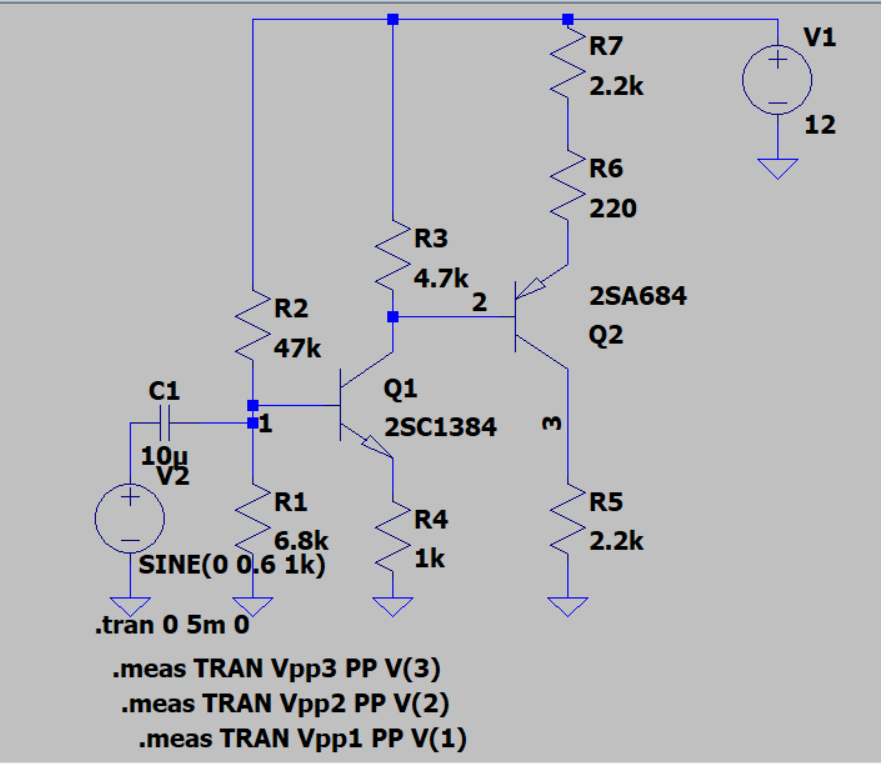 R7
2.2k
V1
12
R6
220
R3
4.7k
2
2SA684
Q2
R2
47k
C1
10µ
1
Q1
2SC1384
3
V2
R1
6.8k
R4
1k
R5
2.2k
SINE(0 0.6 1k)
.tran 0 5m 0
.meas TRAN Vpp3 PP V(3)
.meas TRAN Vpp2 PP V(2)
.meas TRAN Vpp1 PP V(1)